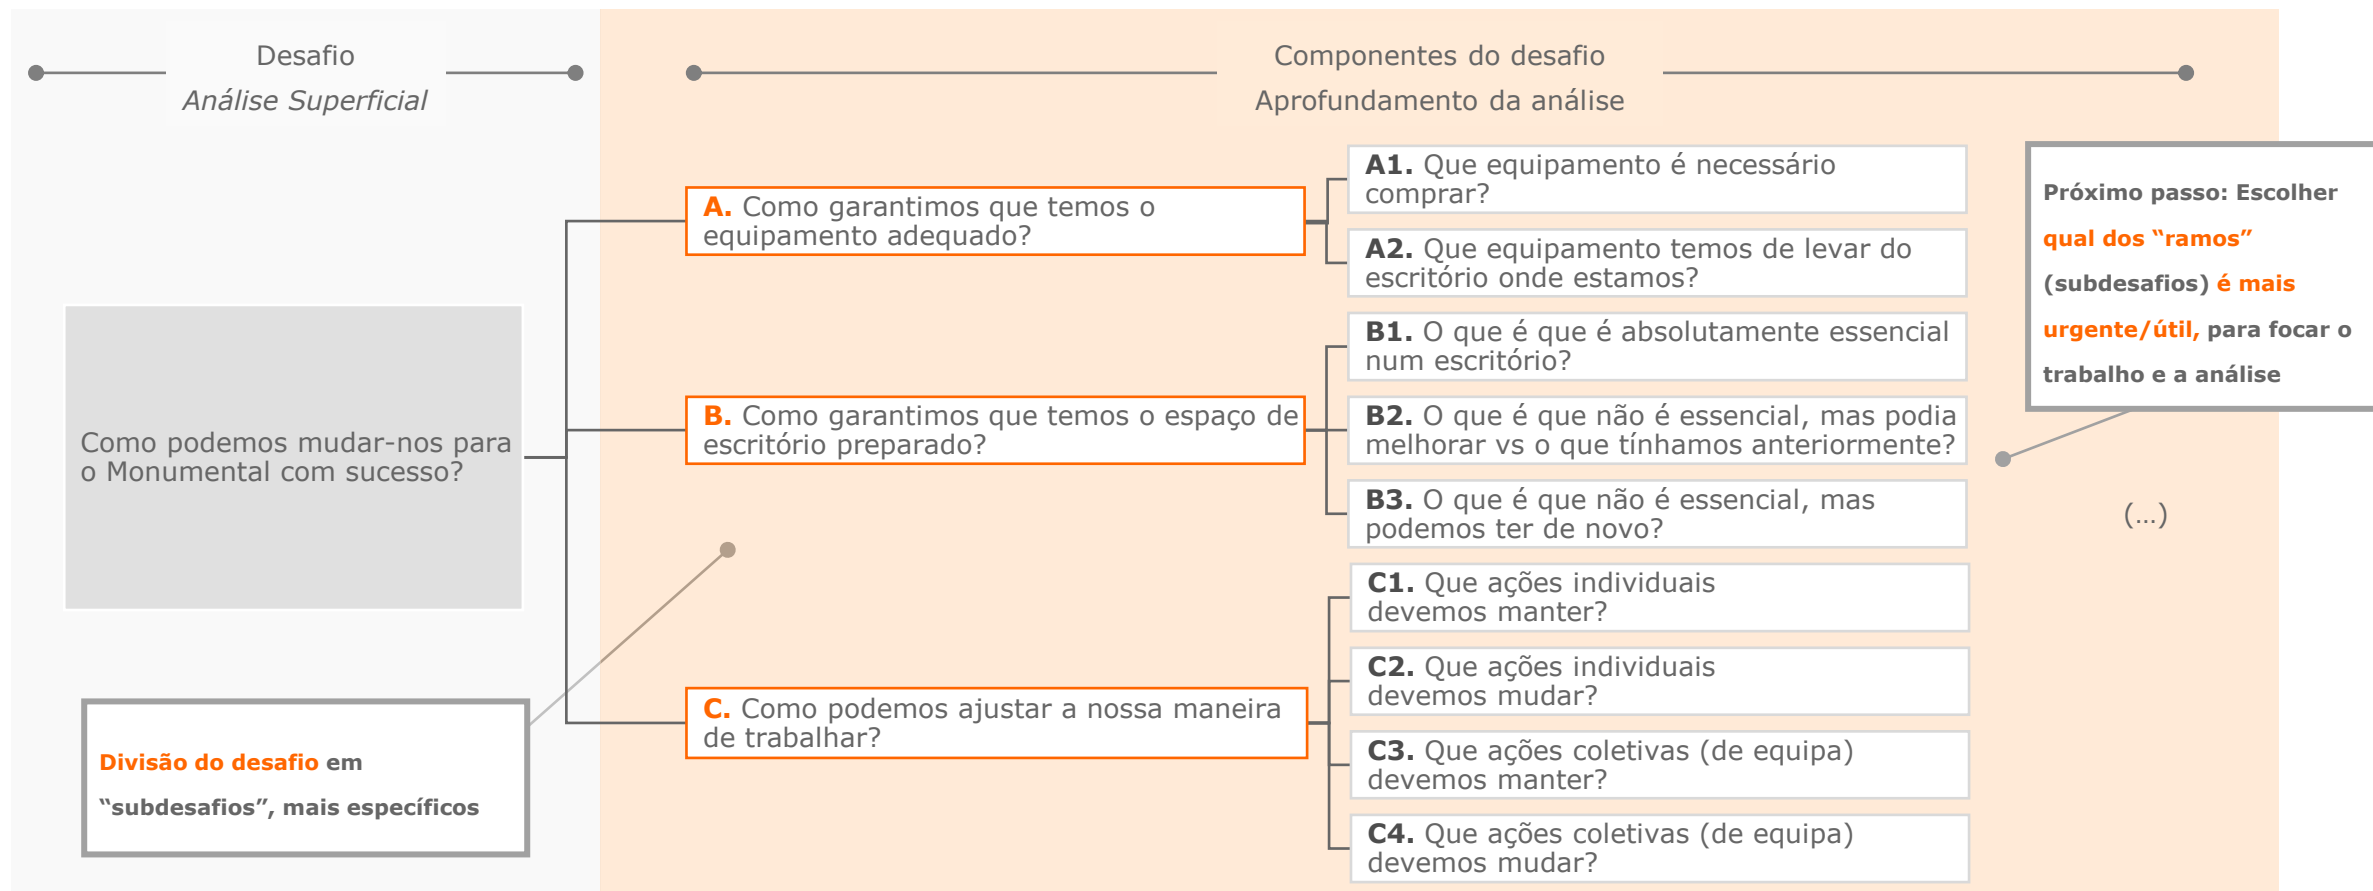 Desafio
Análise Superficial
Componentes do desafio
Aprofundamento da análise
Como podemos mudar-nos para
o Monumental com sucesso?
A. Como garantimos que temos o
equipamento adequado?
A1. Que equipamento é necessário
comprar?
A2. Que equipamento temos de levar do
escritório onde estamos?
B. Como garantimos que temos o espaço de
escritório preparado?
B1. O que é que é absolutamente essencial
num escritório?
B2. O que é que não é essencial, mas podia
melhorar vs o que tínhamos anteriormente?
B3. O que é que não é essencial, mas
podemos ter de novo?
C. Como podemos ajustar a nossa maneira
de trabalhar?
C1. Que ações individuais
devemos manter?
C2. Que ações individuais
devemos mudar?
C3. Que ações coletivas (de equipa)
devemos manter?
C4. Que ações coletivas (de equipa)
devemos mudar?
Próximo passo: Escolher
qual dos “ramos”
(subdesafios) é mais
urgente/útil, para focar o
trabalho e a análise
(…)
Divisão do desafio em
“subdesafios”, mais específicos